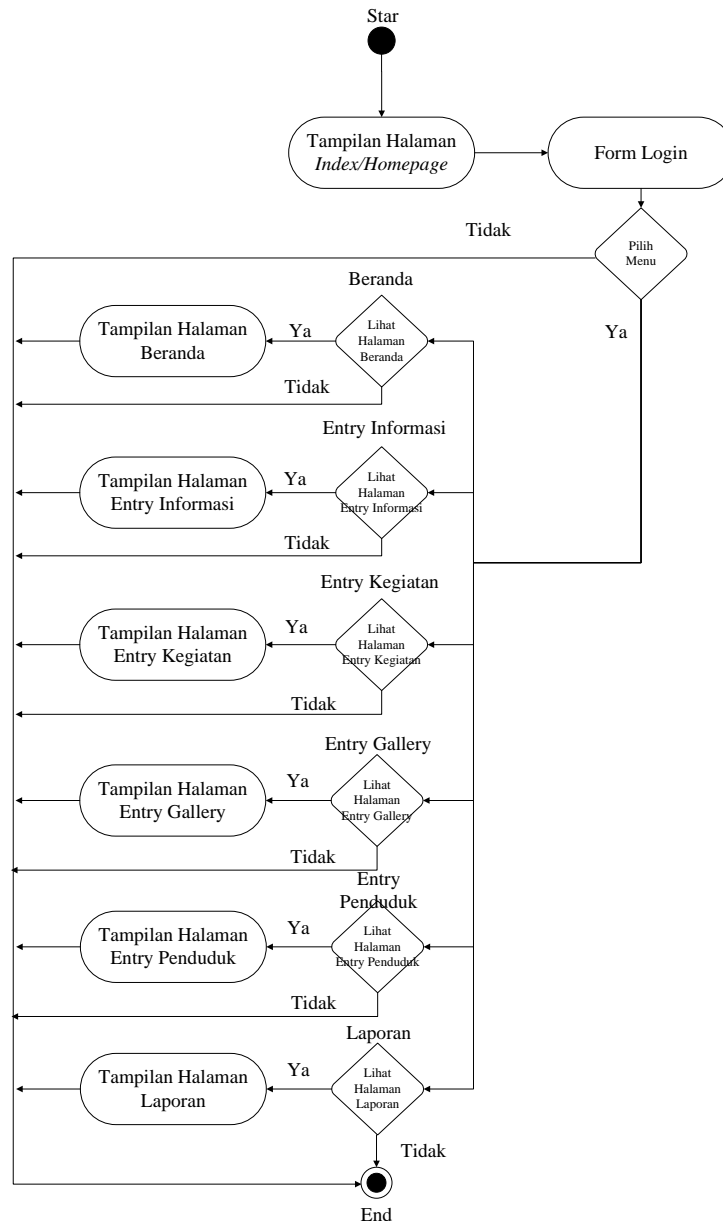 Star
Tampilan Halaman
Index/Homepage
Form Login
Pilih
Menu
Tidak
Ya
Beranda
Tampilan Halaman
Beranda
Ya
Lihat
Halaman
Beranda
Tidak
Entry Informasi
Tampilan Halaman
Entry Informasi
Ya
Lihat
Halaman
Entry Informasi
Tidak
Entry Kegiatan
Tampilan Halaman
Entry Kegiatan
Ya
Lihat
Halaman
Entry Kegiatan
Tidak
Entry Gallery
Tampilan Halaman
Entry Gallery
Ya
Lihat
Halaman
Entry Gallery
Tidak
Entry
Penduduk
Tampilan Halaman
Entry Penduduk
Ya
Lihat
Halaman
Entry Penduduk
Tidak
Laporan
Tampilan Halaman
Laporan
Ya
Lihat
Halaman
Laporan
Tidak
End